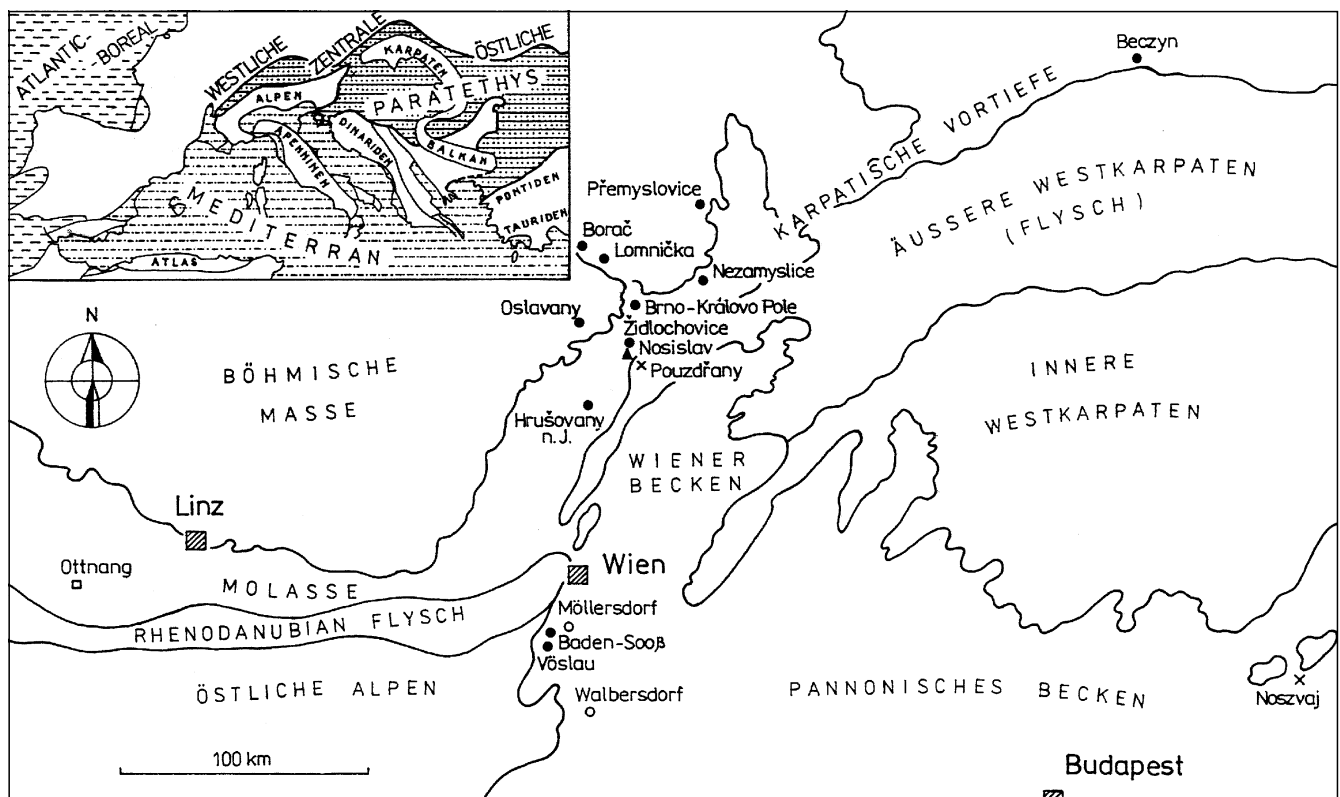 ATLANTIC-
BOREAL
WESTLICHE
ZENTRALE
ÖSTLICHE
PARATETHYS
KARPATEN
ALPEN
APENNINEN
DINARIDEN
BALKAN
PONTIDEN
TAURIDEN
MEDITERRAN
ATLAS
Beczyn
KARPATISCHE VORTIEFE
ÄUSSERE WESTKARPATEN
(FLYSCH)
Přemyslovice
Borač
Lomnička
Nezamyslice
Oslavany
Brno-Královo Pole
Židlochovice
Nosislav
Pouzdřany
N
BÖHMISCHE
MASSE
Hrušovany
n. J.
INNERE
WESTKARPATEN
WIENER
BECKEN
Linz
Ottnang
Wien
MOLASSE
RHENODANUBIAN FLYSCH
Möllersdorf
Baden-Sooß
Vöslau
ÖSTLICHE ALPEN
Walbersdorf
PANNONISCHES BECKEN
Noszvaj
100 km
Budapest